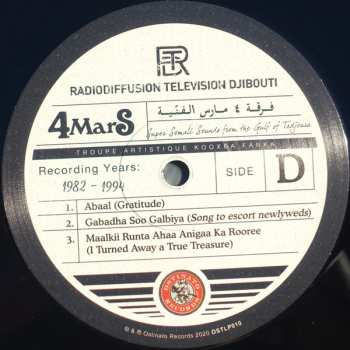 RTD
RADIODIFFUSION TELEVISION DJIBOUTI
4Mars
فرقة ٤ مارس الفنية
Super Somali Sounds from the Gulf of Tadjoura
TROUPE ARTISTIQUE KOOXDA FANKA
Recording Years:
1982 - 1994
SIDE D
1. Abaal (Gratitude)
2. Gabadha Soo Galbiya (Song to escort newlyweds)
3. Maalkii Runta Ahaa Anigaa Ka Rooree
(I Turned Away a True Treasure)
OSTINATO
RECORDS
℗ & © Ostinato Records 2020 OSTLP010